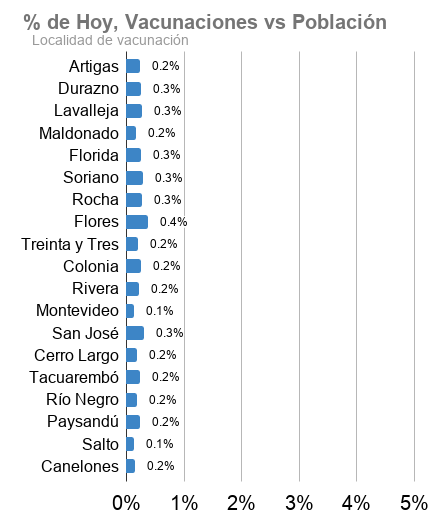 % de Hoy, Vacunaciones vs Población
Localidad de vacunación
Artigas 0.2%
Durazno 0.3%
Lavalleja 0.3%
Maldonado 0.2%
Florida 0.3%
Soriano 0.3%
Rocha 0.3%
Flores 0.4%
Treinta y Tres 0.2%
Colonia 0.2%
Rivera 0.2%
Montevideo 0.1%
San José 0.3%
Cerro Largo 0.2%
Tacuarembó 0.2%
Río Negro 0.2%
Paysandú 0.2%
Salto 0.1%
Canelones 0.2%
0% 1% 2% 3% 4% 5%